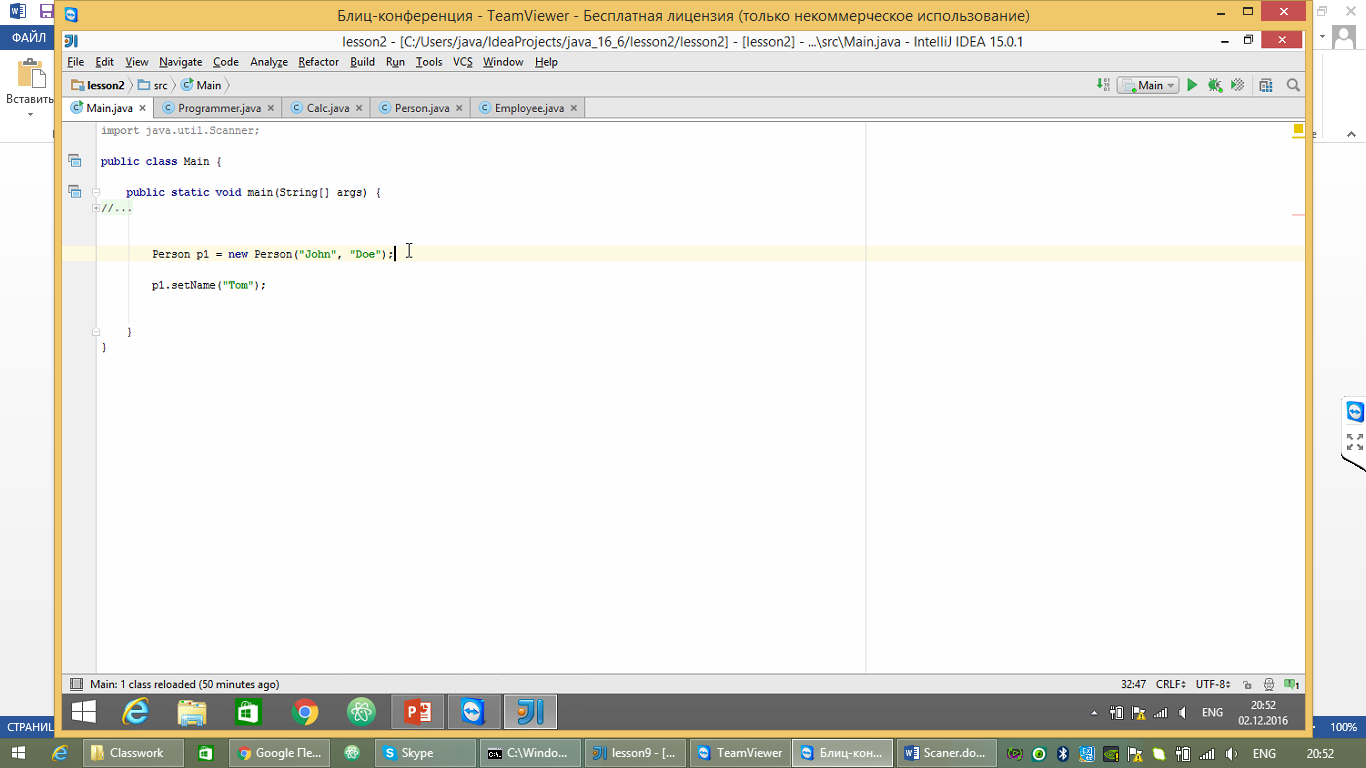 Блиц-конференция - TeamViewer - Бесплатная лицензия (только некоммерческое использование)
ФАЙЛ
Вставить
lesson2 - [C:/Users/java/IdeaProjects/java_16_6/lesson2/lesson2] - [lesson2] - ...\src\Main.java - IntelliJ IDEA 15.0.1
File Edit View Navigate Code Analyze Refactor Build Run Tools VCS Window Help
lesson2 src Main Main
Main.java Programmer.java Calc.java Person.java Employee.java
import java.util.Scanner;
public class Main {
public static void main(String[] args) {
//...
Person p1 = new Person("John", "Doe");
p1.setName("Tom");
}
}
Main: 1 class reloaded (50 minutes ago) 32:47 CRLF UTF-8 1
ENG 20:52
02.12.2016
СТРАНИЦ 100%
Classwork Google Пе... Skype C:\Windo... lesson9 - [... TeamViewer Блиц-кон... Scaner.do... ENG 20:52